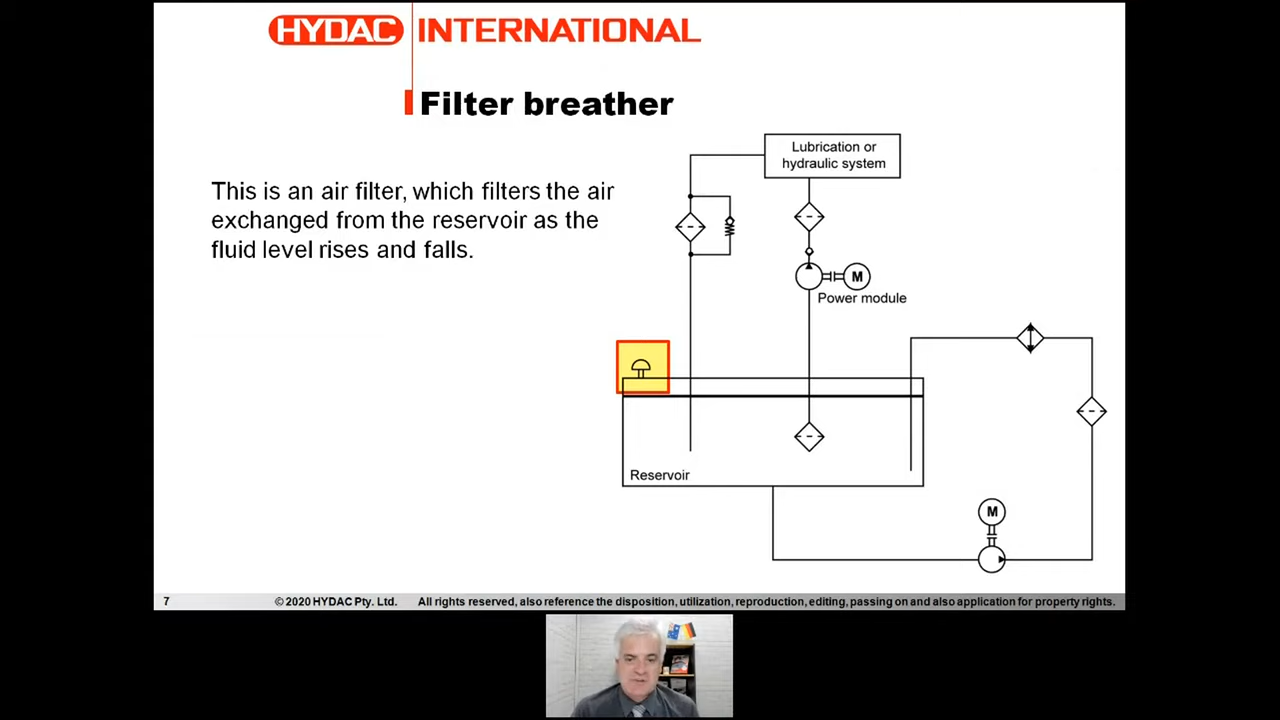 HYDAC INTERNATIONAL
Filter breather
This is an air filter, which filters the air
exchanged from the reservoir as the
fluid level rises and falls.
Lubrication or
hydraulic system
M
Power module
Reservoir
M
7 © 2020 HYDAC Pty. Ltd. All rights reserved, also reference the disposition, utilization, reproduction, editing, passing on and also application for property rights.